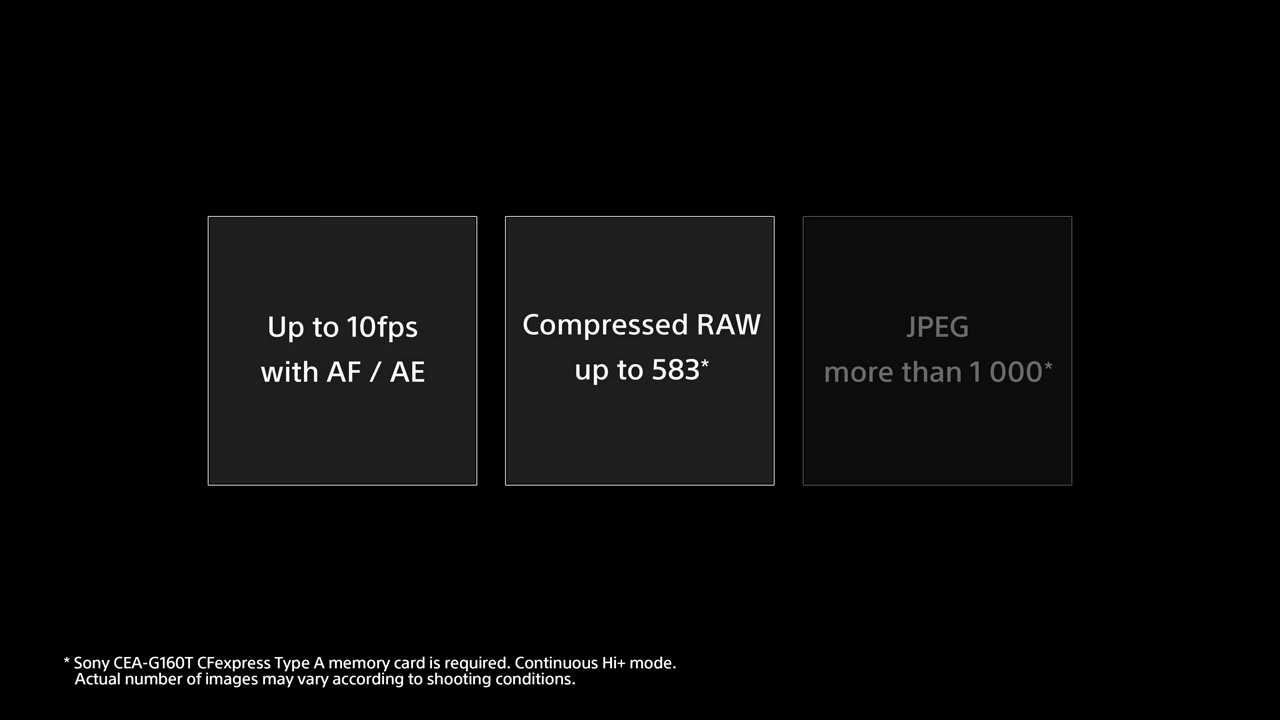 Up to 10fps
with AF / AE
Compressed RAW
up to 583*
JPEG
more than 1 000*
* Sony CEA-G160T CFexpress Type A memory card is required. Continuous Hi+ mode.
Actual number of images may vary according to shooting conditions.